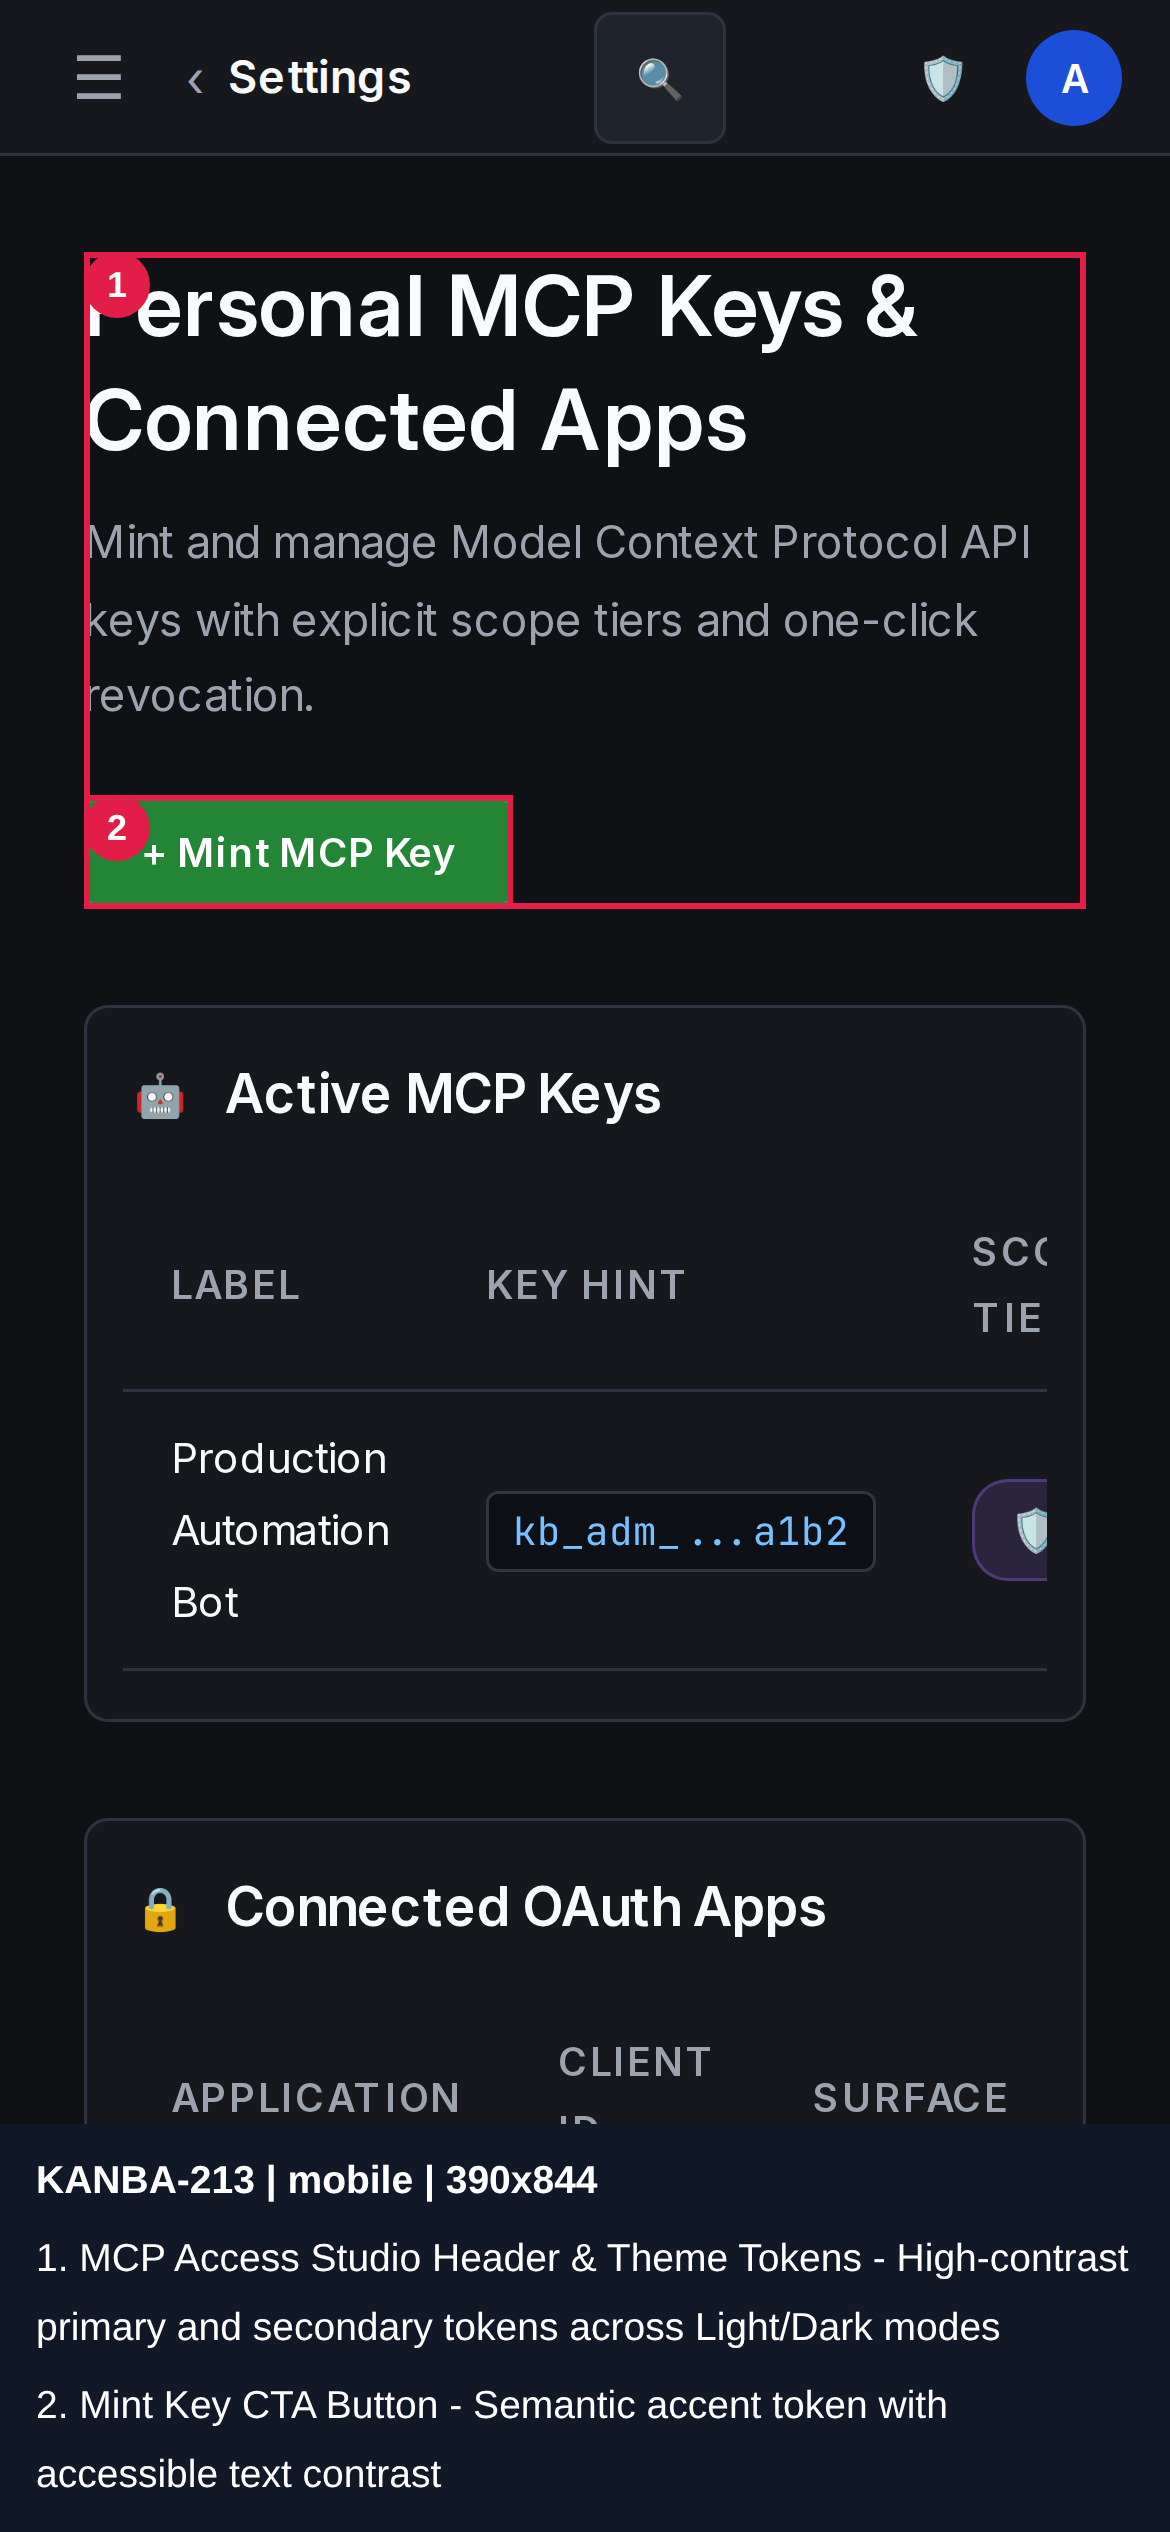 Settings
A
1
Personal MCP Keys &
Connected Apps
Mint and manage Model Context Protocol API
keys with explicit scope tiers and one-click
revocation.
2
+ Mint MCP Key
Active MCP Keys
LABEL
KEY HINT
SCO
TIE
Production
Automation
Bot
kb_adm_...a1b2
Connected OAuth Apps
APPLICATION
CLIENT
ID
SURFACE
KANBA-213 | mobile | 390x844
1. MCP Access Studio Header & Theme Tokens - High-contrast
primary and secondary tokens across Light/Dark modes
2. Mint Key CTA Button - Semantic accent token with
accessible text contrast